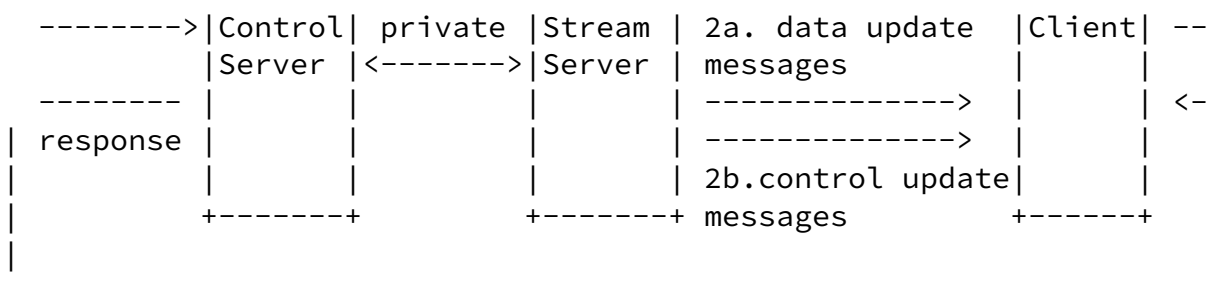 -------->|Control| private |Stream | 2a. data update |Client| --
|Server |<------->|Server | messages | |
-------- | | | | --------------> | | <-
| response | | | | --------------> | |
| | | | | 2b.control update| |
| +-------+ +-------+ messages +------+
|